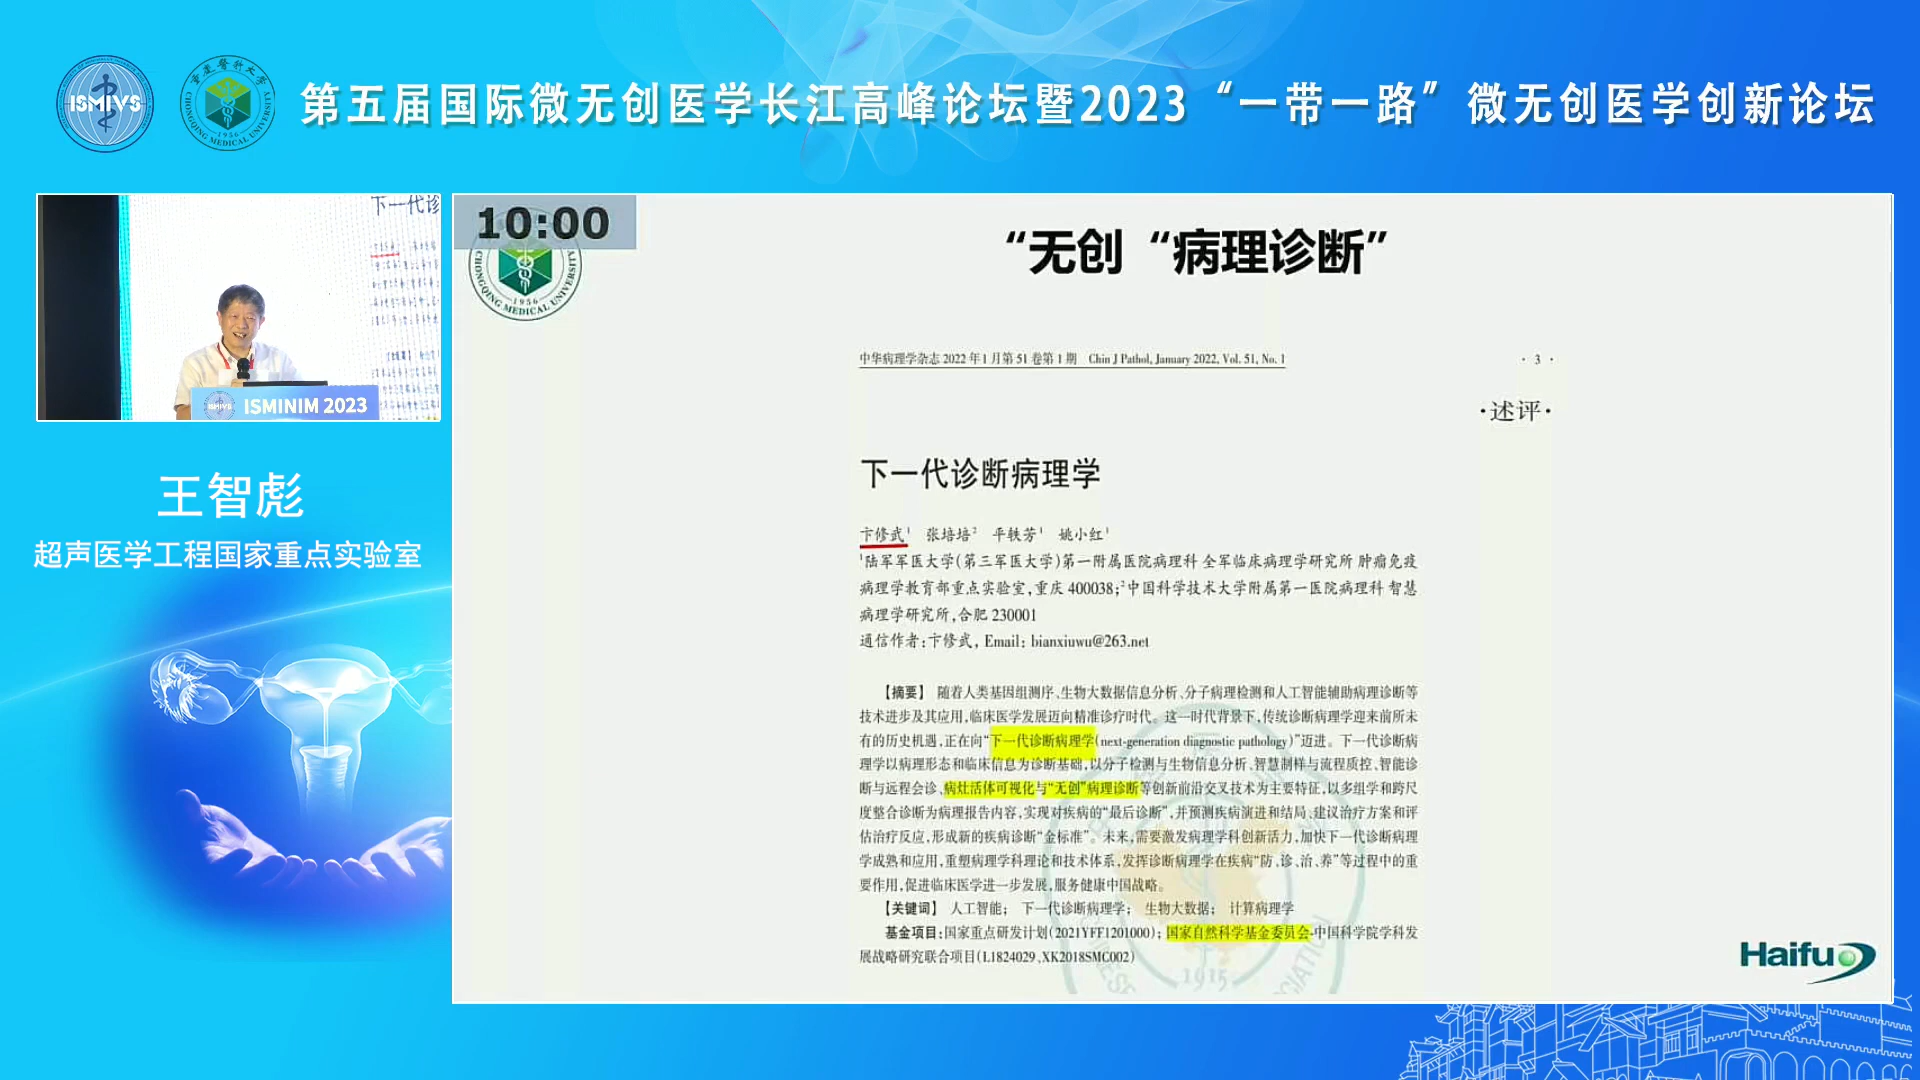 ISMIVS
重庆医科大学
CHONGQING MEDICAL UNIVERSITY
1956
第五届国际微无创医学长江高峰论坛暨2023“一带一路”微无创医学创新论坛
下一代诊
ISMIVS
ISMINIM 2023
王智彪
超声医学工程国家重点实验室
10:00
CHONGQING MEDICAL UNIVERSITY
1956
“无创“病理诊断”
中华病理学杂志 2022 年 1 月第 51 卷第 1 期 Chin J Pathol, January 2022, Vol. 51, No. 1
· 3 ·
·述评·
下一代诊断病理学
卞修武¹ 张培培² 平轶芳¹ 姚小红¹
¹陆军军医大学(第三军医大学)第一附属医院病理科 全军临床病理学研究所 肿瘤免疫
病理学教育部重点实验室,重庆 400038;²中国科学技术大学附属第一医院病理科 智慧
病理学研究所,合肥 230001
通信作者:卞修武, Email: bianxiuwu@263.net
【摘要】 随着人类基因组测序、生物大数据信息分析、分子病理检测和人工智能辅助病理诊断等
技术进步及其应用,临床医学发展迈向精准诊疗时代。这一时代背景下,传统诊断病理学迎来前所未
有的历史机遇,正在向“下一代诊断病理学(next-generation diagnostic pathology)”迈进。下一代诊断病
理学以病理形态和临床信息为诊断基础,以分子检测与生物信息分析、智慧制样与流程质控、智能诊
断与远程会诊、病灶活体可视化与“无创”病理诊断等创新前沿交叉技术为主要特征,以多组学和跨尺
度整合诊断为病理报告内容,实现对疾病的“最后诊断”,并预测疾病演进和结局、建议治疗方案和评
估治疗反应,形成新的疾病诊断“金标准”。未来,需要激发病理学科创新活力,加快下一代诊断病理
学成熟和应用,重塑病理学科理论和技术体系,发挥诊断病理学在疾病“防、诊、治、养”等过程中的重
要作用,促进临床医学进一步发展,服务健康中国战略。
【关键词】 人工智能; 下一代诊断病理学; 生物大数据; 计算病理学
基金项目:国家重点研发计划(2021YFF1201000);国家自然科学基金委员会-中国科学院学科发
展战略研究联合项目(L1824029、XK2018SMC002)
1915
Haifu